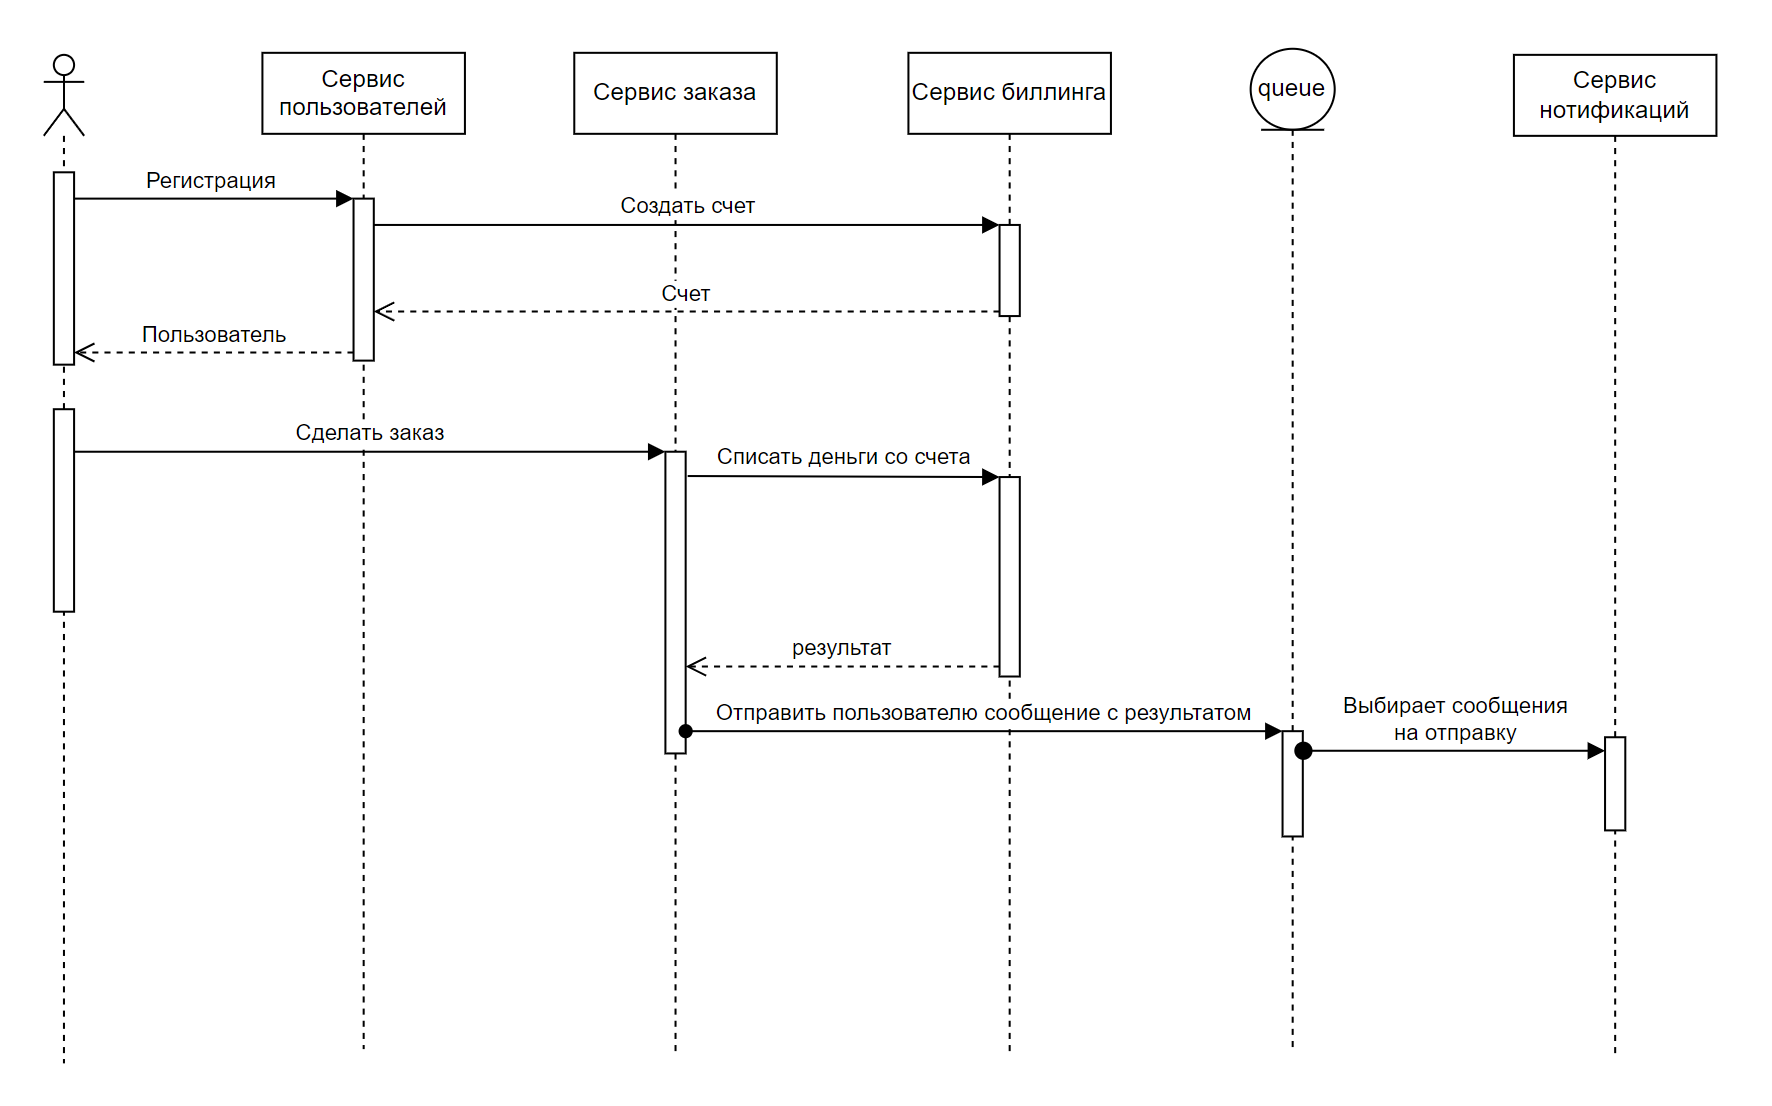 Сервис
пользователей
Сервис заказа
Сервис биллинга
queue
Сервис
нотификаций
Регистрация
Создать счет
Счет
Пользователь
Сделать заказ
Списать деньги со счета
результат
Отправить пользователю сообщение с результатом
Выбирает сообщения
на отправку